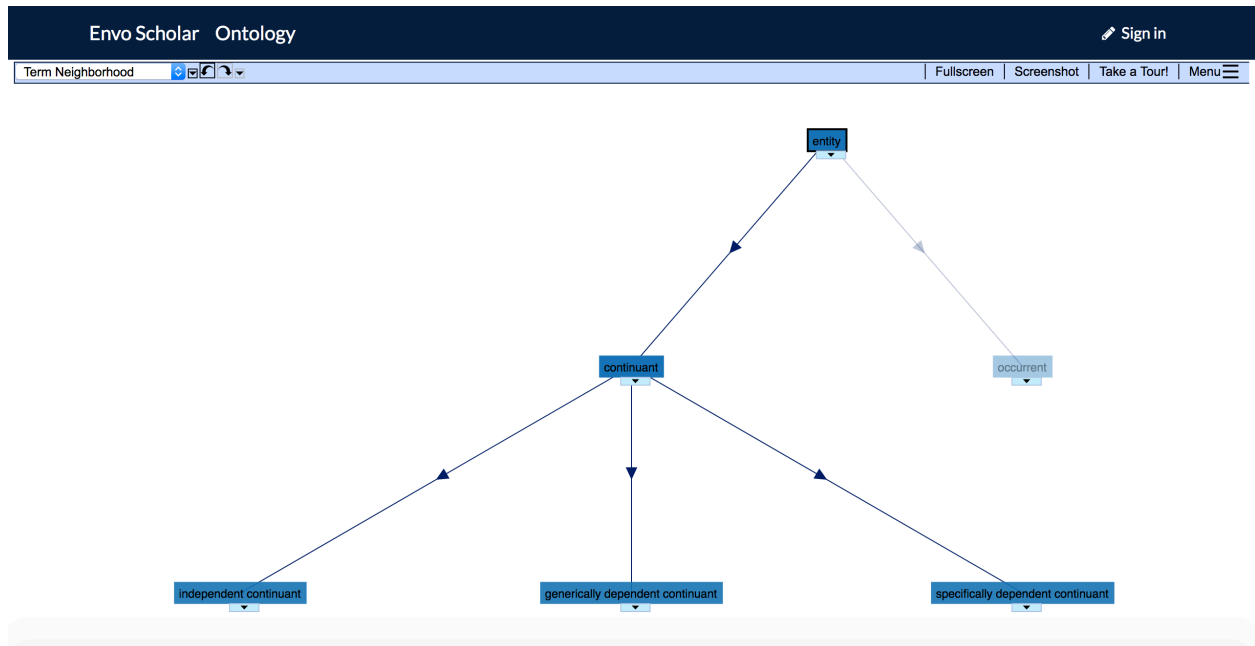 Envo Scholar Ontology Sign in
Term Neighborhood Fullscreen Screenshot Take a Tour! Menu
entity
continuant occurrent
independent continuant generically dependent continuant specifically dependent continuant